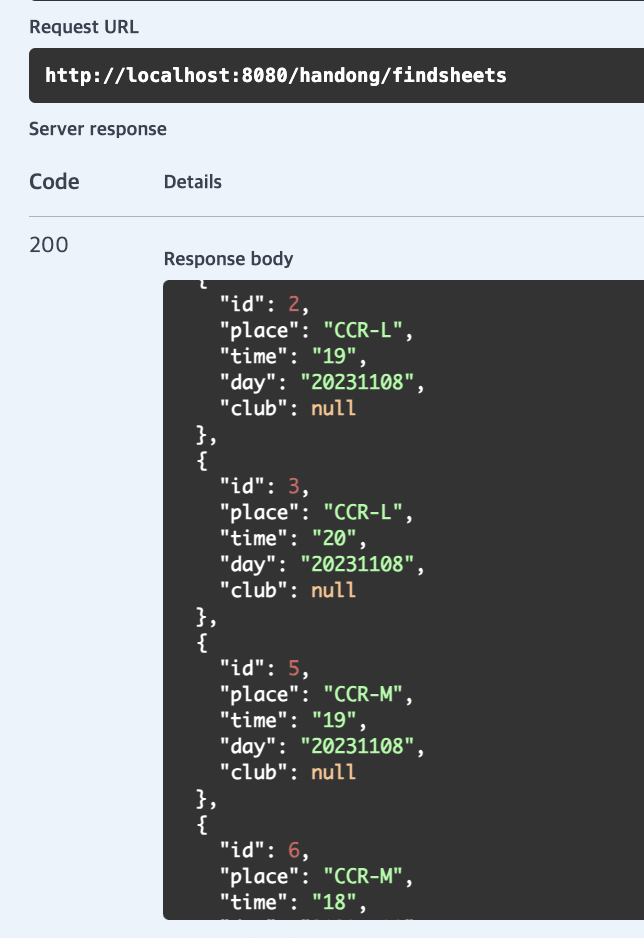 Request URL
http://localhost:8080/handong/findsheets
Server response
Code Details
200
Response body
{
"id": 2,
"place": "CCR-L",
"time": "19",
"day": "20231108",
"club": null
},
{
"id": 3,
"place": "CCR-L",
"time": "20",
"day": "20231108",
"club": null
},
{
"id": 5,
"place": "CCR-M",
"time": "19",
"day": "20231108",
"club": null
},
{
"id": 6,
"place": "CCR-M",
"time": "18",